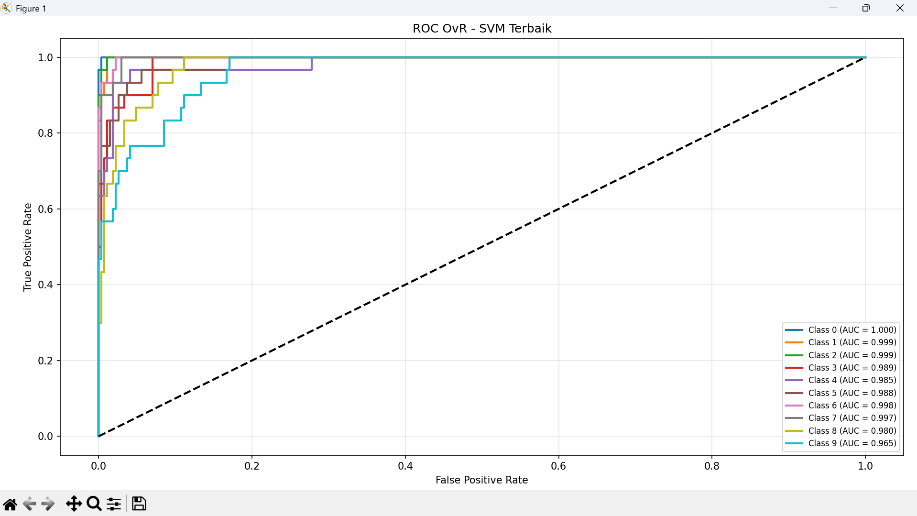 Figure 1
ROC OvR - SVM Terbaik
True Positive Rate
1.0
0.8
0.6
0.4
0.2
0.0
0.0 0.2 0.4 0.6 0.8 1.0
False Positive Rate
Class 0 (AUC = 1.000)
Class 1 (AUC = 0.999)
Class 2 (AUC = 0.999)
Class 3 (AUC = 0.989)
Class 4 (AUC = 0.985)
Class 5 (AUC = 0.988)
Class 6 (AUC = 0.998)
Class 7 (AUC = 0.997)
Class 8 (AUC = 0.980)
Class 9 (AUC = 0.965)